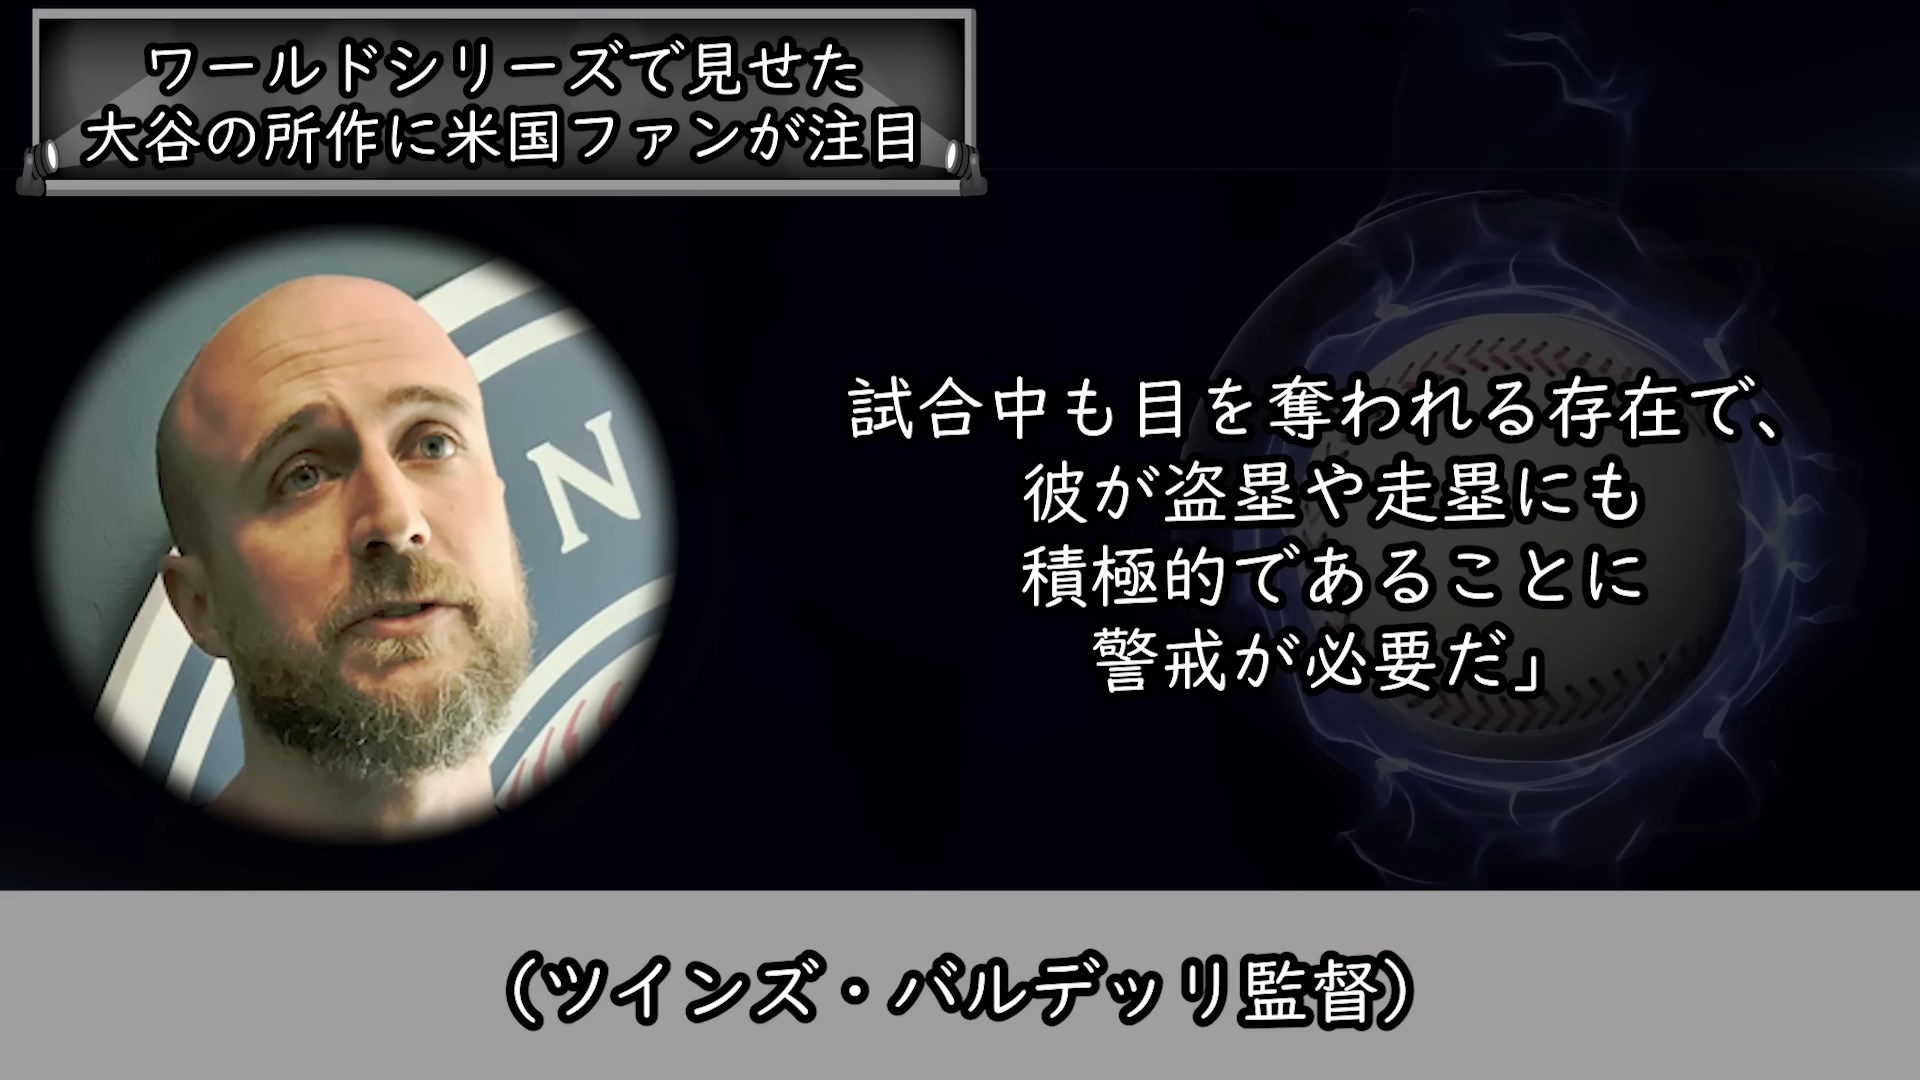 ワールドシリーズで見せた
大谷の所作に米国ファンが注目
N
試合中も目を奪われる存在で、
彼が盗塁や走塁にも
積極的であることに
警戒が必要だ」
（ツインズ・バルデッリ監督）